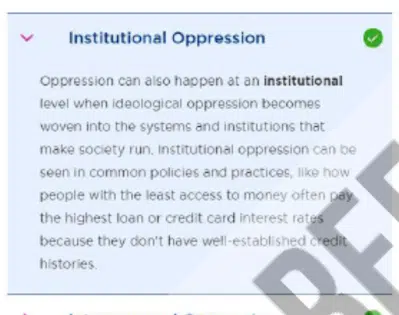 Institutional Oppression
Oppression can also happen at an institutional
level when ideological oppression becomes
woven into the systems and institutions that
make society run. Institutional oppression can be
seen in common policies and practices, like how
people with the least access to money often pay
the highest loan or credit card interest rates
because they don't have well-established credit
histories.